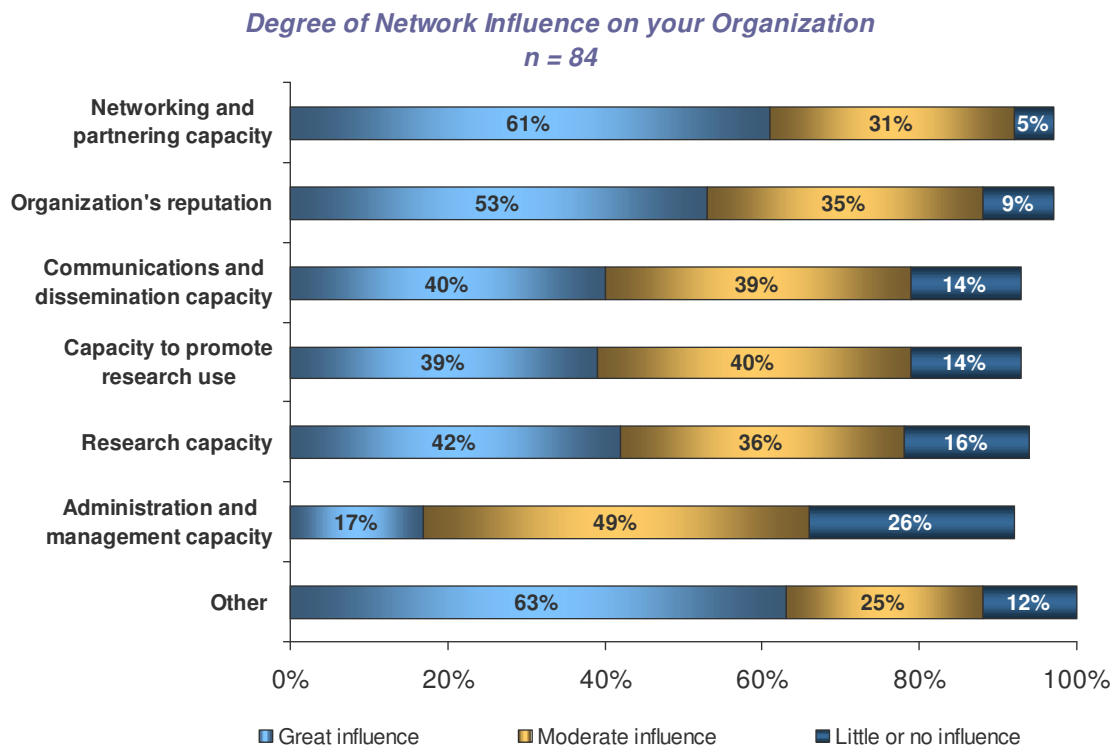 Degree of Network Influence on your Organization
n = 84
Networking and
partnering capacity
61%
31%
5%
Organization's reputation
53%
35%
9%
Communications and
dissemination capacity
40%
39%
14%
Capacity to promote
research use
39%
40%
14%
Research capacity
42%
36%
16%
Administration and
management capacity
17%
49%
26%
Other
63%
25%
12%
0%
20%
40%
60%
80%
100%
Great influence
Moderate influence
Little or no influence